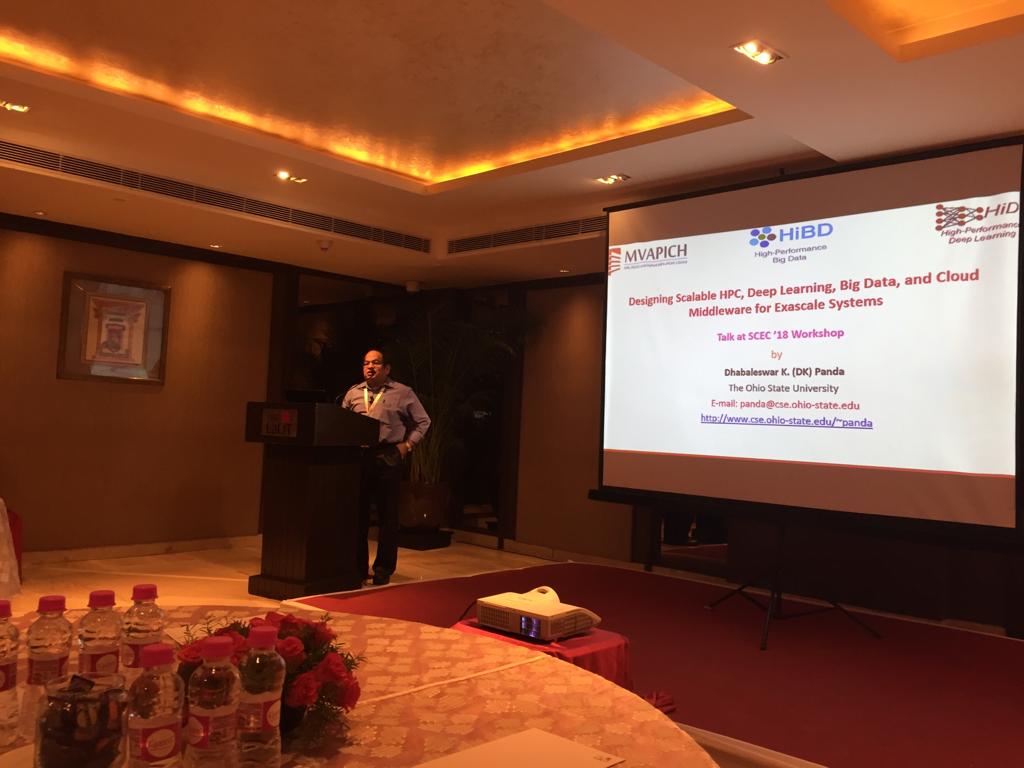 MVAPICH
HiBD
High-Performance
Big Data
HiD
High-Performance
Deep Learning
Designing Scalable HPC, Deep Learning, Big Data, and Cloud
Middleware for Exascale Systems
Talk at SCEC '18 Workshop
by
Dhabaleswar K. (DK) Panda
The Ohio State University
E-mail: panda@cse.ohio-state.edu
http://www.cse.ohio-state.edu/~panda